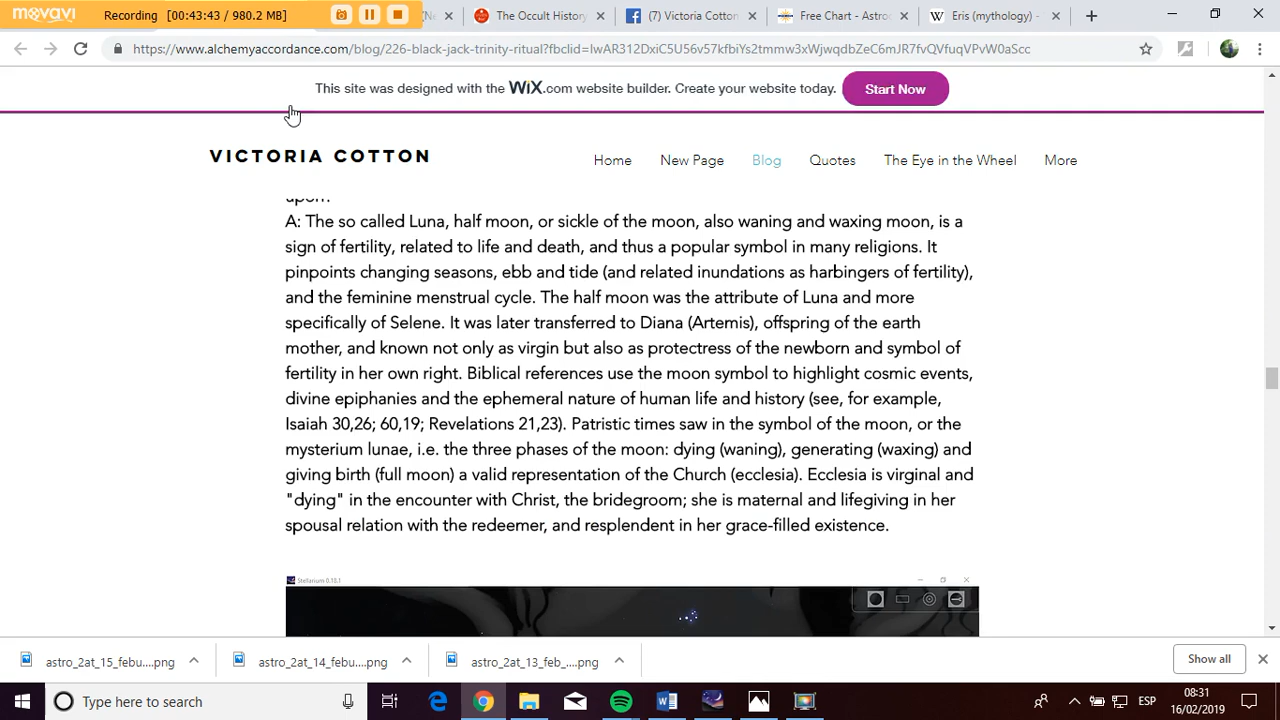 movavi
Recording [00:43:43 / 980.2 MB]
The Occult History
(7) Victoria Cotton
Free Chart - Astro
Eris (mythology) -
https://www.alchemyaccordance.com/blog/226-black-jack-trinity-ritual?fbclid=IwAR312DxiC5U56v57kfbiYs2tmmw3xWjwqdbZeC6mJR7fvQVfuqVPvW0aScc
This site was designed with the WiX.com website builder. Create your website today.
Start Now
VICTORIA COTTON
Home New Page Blog Quotes The Eye in the Wheel More
upon?
A: The so called Luna, half moon, or sickle of the moon, also waning and waxing moon, is a
sign of fertility, related to life and death, and thus a popular symbol in many religions. It
pinpoints changing seasons, ebb and tide (and related inundations as harbingers of fertility),
and the feminine menstrual cycle. The half moon was the attribute of Luna and more
specifically of Selene. It was later transferred to Diana (Artemis), offspring of the earth
mother, and known not only as virgin but also as protectress of the newborn and symbol of
fertility in her own right. Biblical references use the moon symbol to highlight cosmic events,
divine epiphanies and the ephemeral nature of human life and history (see, for example,
Isaiah 30,26; 60,19; Revelations 21,23). Patristic times saw in the symbol of the moon, or the
mysterium lunae, i.e. the three phases of the moon: dying (waning), generating (waxing) and
giving birth (full moon) a valid representation of the Church (ecclesia). Ecclesia is virginal and
"dying" in the encounter with Christ, the bridegroom; she is maternal and lifegiving in her
spousal relation with the redeemer, and resplendent in her grace-filled existence.
Stellarium 0.18.1
astro_2at_15_febu....png
astro_2at_14_febu....png
astro_2at_13_feb_....png
Show all
Type here to search
ESP
08:31
16/02/2019